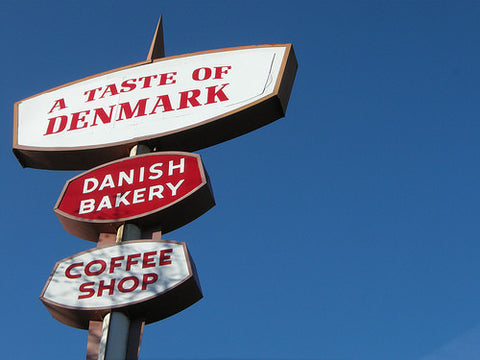 A TASTE OF
DENMARK
DANISH
BAKERY
COFFEE
SHOP